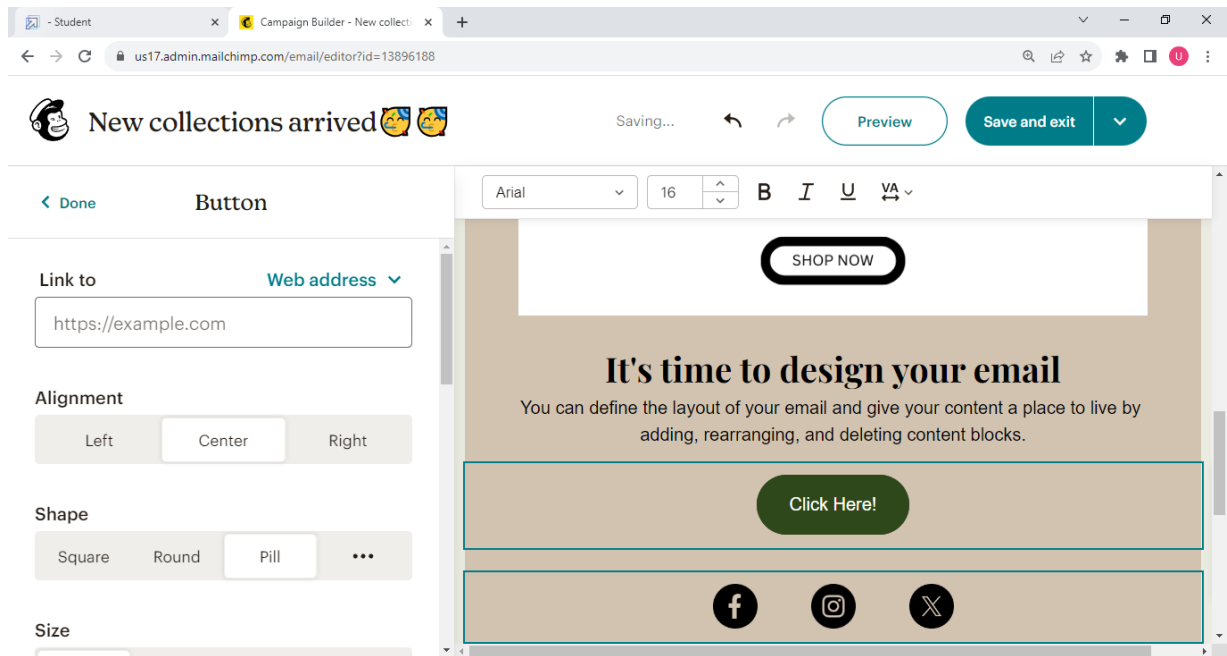 - Student
Campaign Builder - New collecti
us17.admin.mailchimp.com/email/editor?id=13896188
U
New collections arrived🥳🥳
Saving...
Preview
Save and exit
Done
Button
Arial
16
B I U VA
Link to
Web address
https://example.com
Alignment
Left Center Right
Shape
Square Round Pill
Size
SHOP NOW
It's time to design your email
You can define the layout of your email and give your content a place to live by
adding, rearranging, and deleting content blocks.
Click Here!